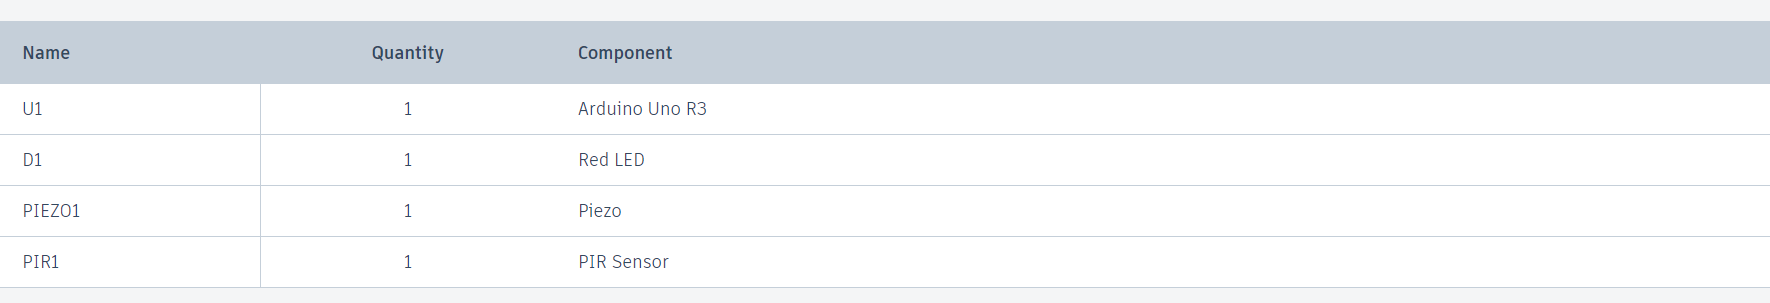 Name Quantity Component
U1 1 Arduino Uno R3
D1 1 Red LED
PIEZO1 1 Piezo
PIR1 1 PIR Sensor